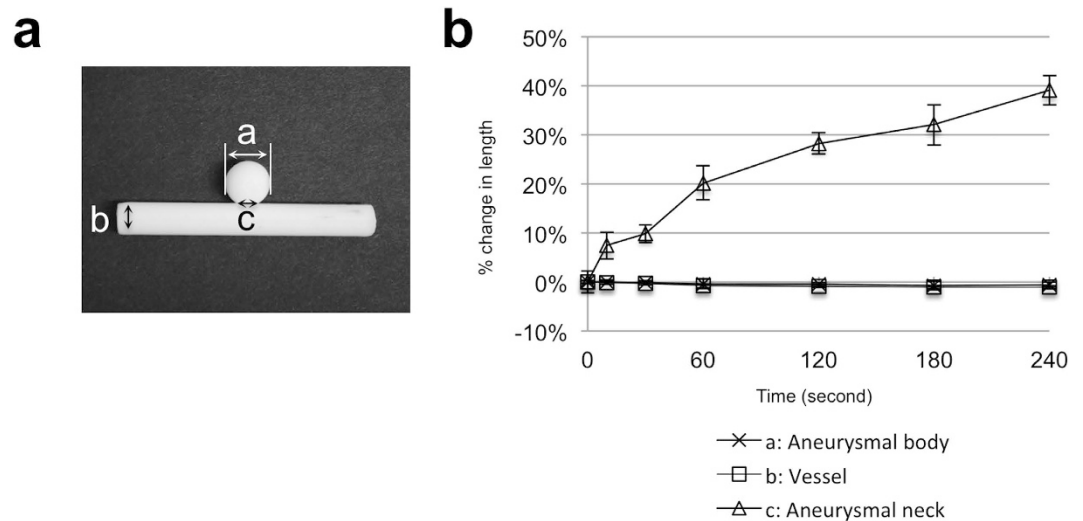 a
a
b
c
b
50%
40%
30%
20%
10%
0%
-10%
% change in length
0 60 120 180 240
Time (second)
a: Aneurysmal body
b: Vessel
c: Aneurysmal neck